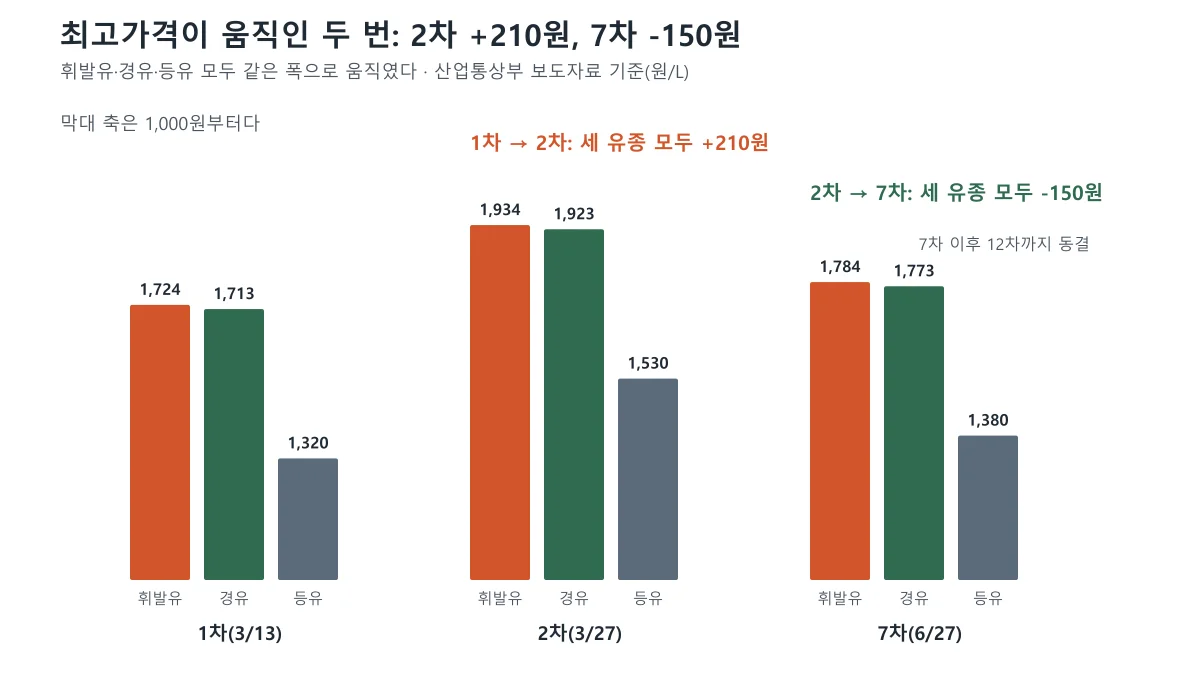 최고가격이 움직인 두 번: 2차 +210원, 7차 -150원
휘발유·경유·등유 모두 같은 폭으로 움직였다 · 산업통상부 보도자료 기준(원/L)
막대 축은 1,000원부터다
1차 → 2차: 세 유종 모두 +210원
2차 → 7차: 세 유종 모두 -150원
7차 이후 12차까지 동결
1,724 1,713 1,320
1,934 1,923 1,530
1,784 1,773 1,380
휘발유 경유 등유
휘발유 경유 등유
휘발유 경유 등유
1차(3/13)
2차(3/27)
7차(6/27)